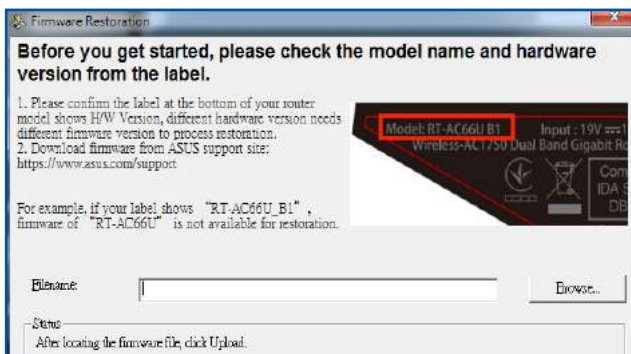 Firmware Restoration
Before you get started, please check the model name and hardware
version from the label.
1. Please confirm the label at the bottom of your router
model shows H/W Version, different hardware version needs
different firmware version to process restoration.
2. Download firmware from ASUS support site:
https://www.asus.com/support
For example, if your label shows “RT-AC66U_B1”,
firmware of “RT-AC66U” is not available for restoration.
Model: RT-AC66U B1 Input : 19V
Wireless-AC1750 Dual Band Gigabit
IDA
DB
Filename:
Browse...
Status
After locating the firmware file, click Upload.